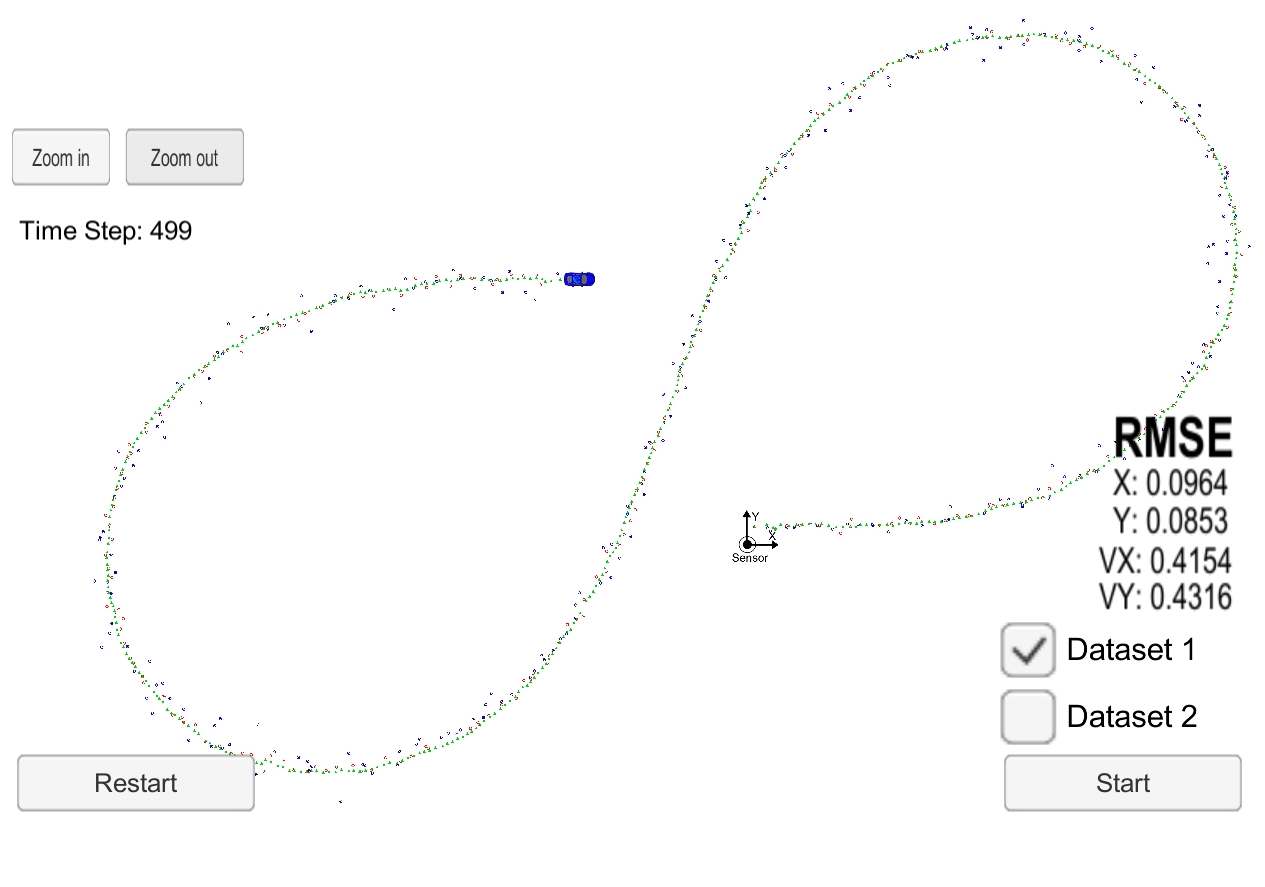 Zoom in
Zoom out
Time Step: 499
RMSE
X: 0.0964
Y: 0.0853
VX: 0.4154
VY: 0.4316
Y
X
Sensor
Dataset 1
Dataset 2
Restart
Start